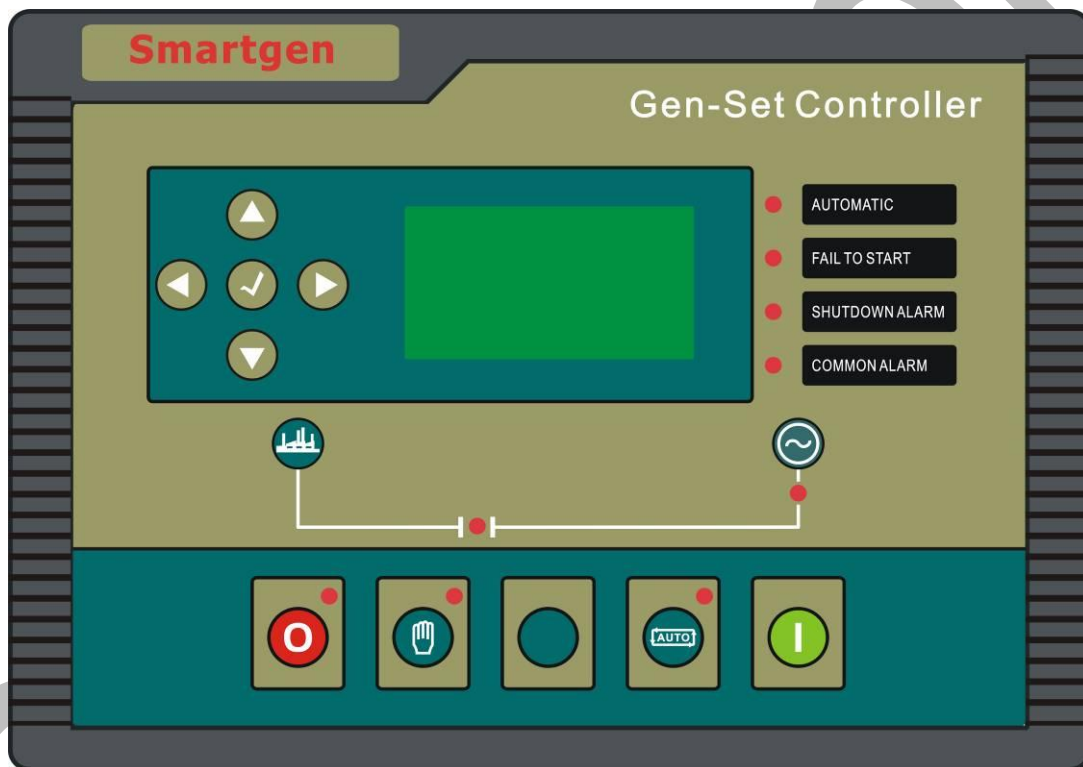 Smartgen
Gen-Set Controller
AUTOMATIC
FAIL TO START
SHUTDOWN ALARM
COMMON ALARM
O
AUTO
I